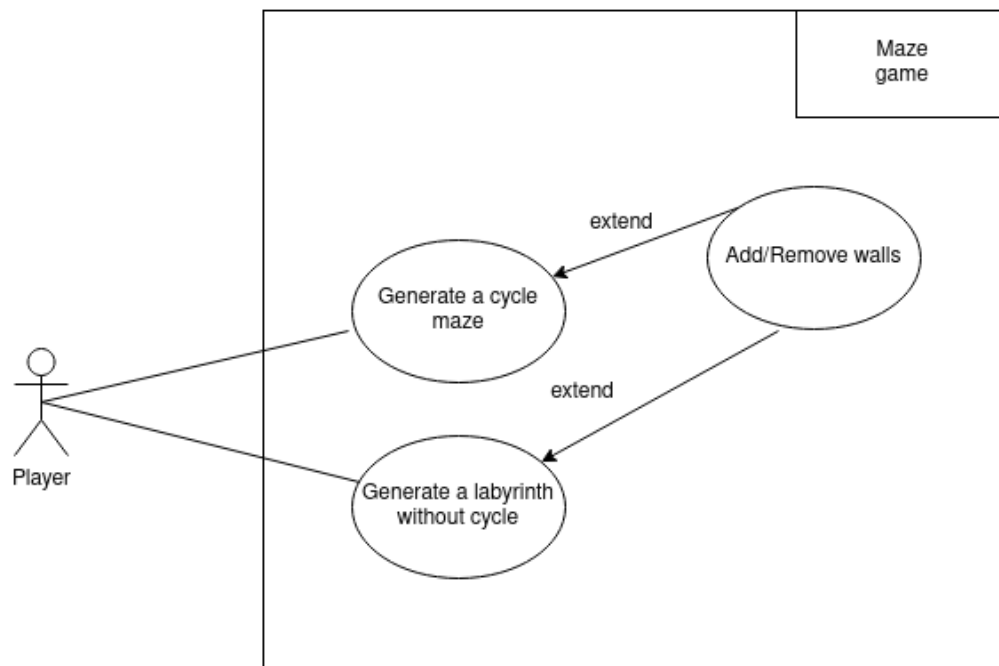 Maze
game
extend
Add/Remove walls
Generate a cycle
maze
extend
Player
Generate a labyrinth
without cycle